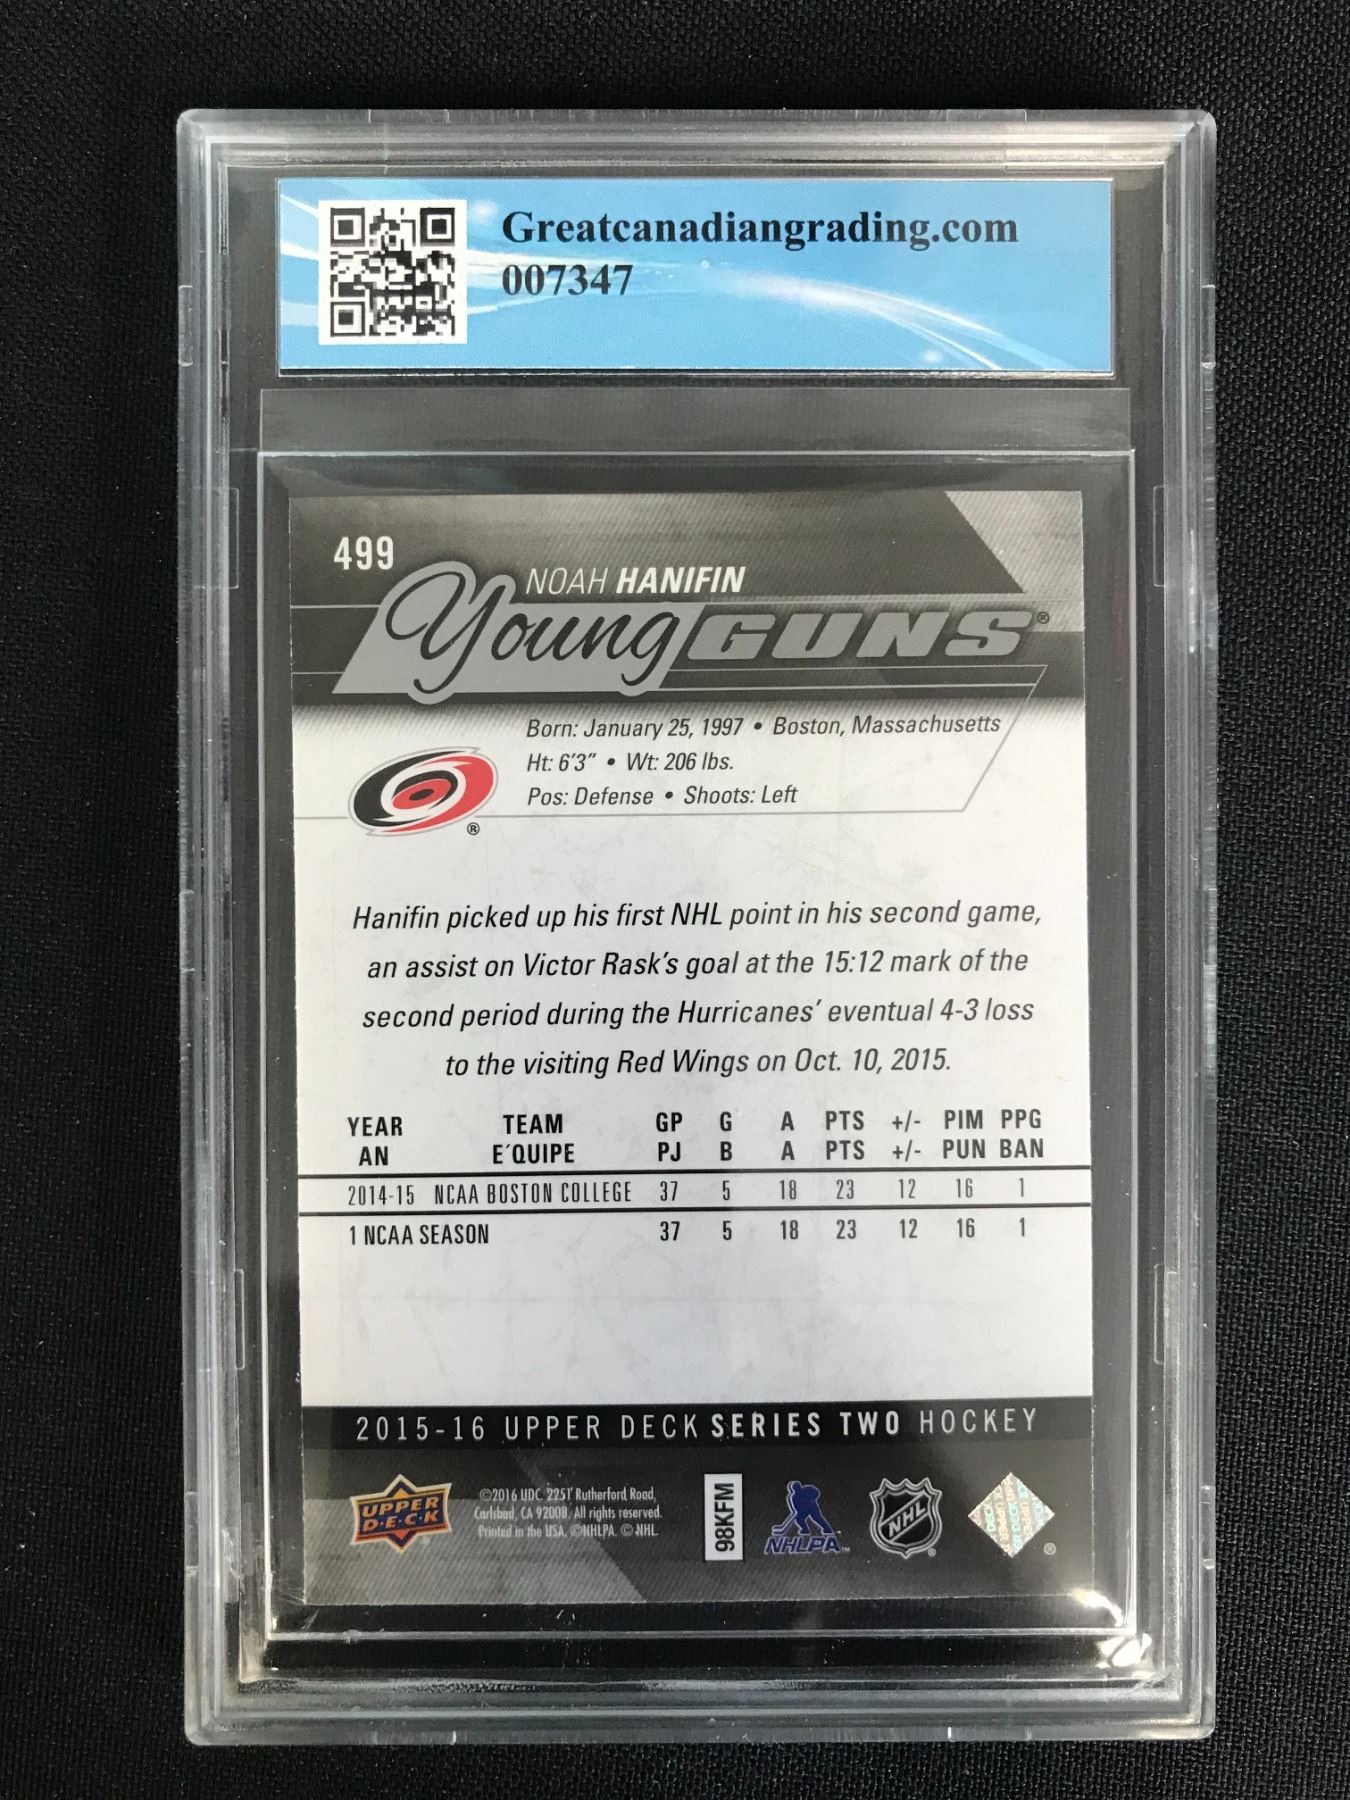 Greatcanadiangrading.com
007347
499
NOAH HANIFIN
Young GUNS®
Born: January 25, 1997 • Boston, Massachusetts
Ht: 6'3" • Wt: 206 lbs.
Pos: Defense • Shoots: Left
®
Hanifin picked up his first NHL point in his second game,
an assist on Victor Rask's goal at the 15:12 mark of the
second period during the Hurricanes' eventual 4-3 loss
to the visiting Red Wings on Oct. 10, 2015.
YEAR TEAM GP G A PTS +/- PIM PPG
AN E´QUIPE PJ B A PTS +/- PUN BAN
2014-15 NCAA BOSTON COLLEGE 37 5 18 23 12 16 1
1 NCAA SEASON 37 5 18 23 12 16 1
2015-16 UPPER DECK SERIES TWO HOCKEY
UPPER
D·E·C·K
©2016 UDC. 2251 Rutherford Road,
Carlsbad, CA 92008. All rights reserved.
Printed in the USA. ©NHLPA. ©NHL.
98KFM
NHLPA™
NHL®
®